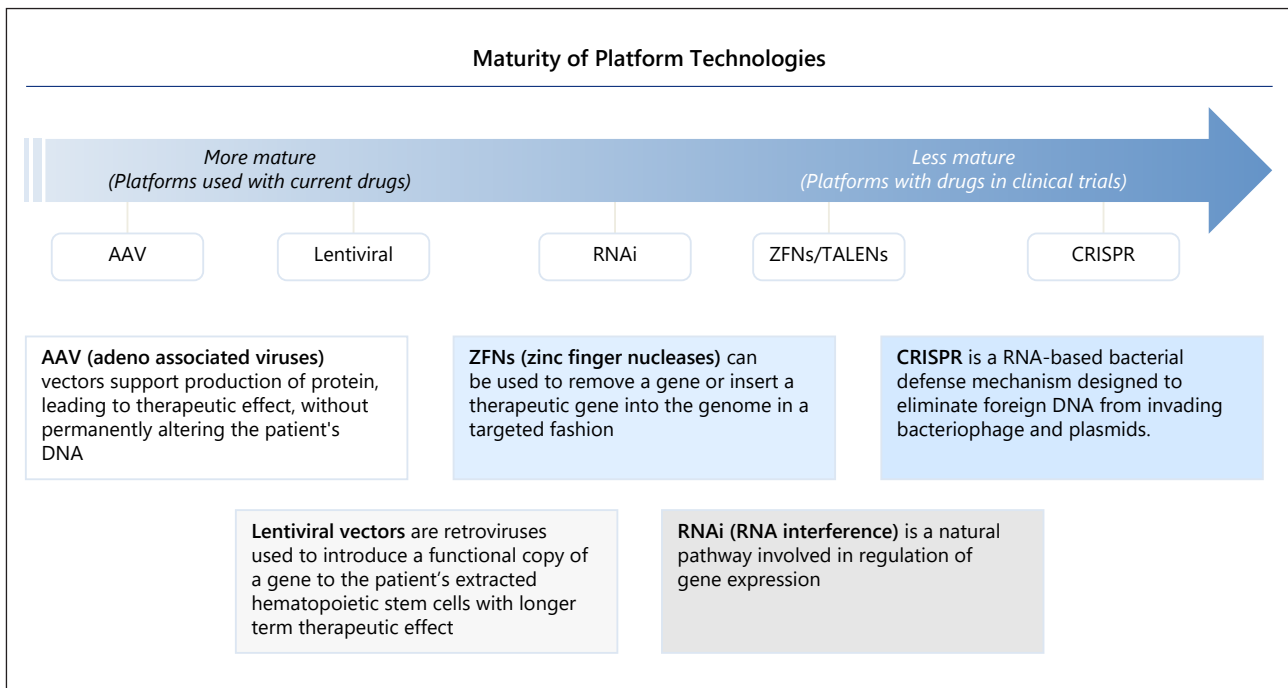 Maturity of Platform Technologies
More mature
(Platforms used with current drugs)
Less mature
(Platforms with drugs in clinical trials)
AAV
Lentiviral
RNAi
ZFNs/TALENs
CRISPR
AAV (adeno associated viruses)
vectors support production of protein,
leading to therapeutic effect, without
permanently altering the patient's
DNA
ZFNs (zinc finger nucleases) can
be used to remove a gene or insert a
therapeutic gene into the genome in a
targeted fashion
CRISPR is a RNA-based bacterial
defense mechanism designed to
eliminate foreign DNA from invading
bacteriophage and plasmids.
Lentiviral vectors are retroviruses
used to introduce a functional copy of
a gene to the patient’s extracted
hematopoietic stem cells with longer
term therapeutic effect
RNAi (RNA interference) is a natural
pathway involved in regulation of
gene expression